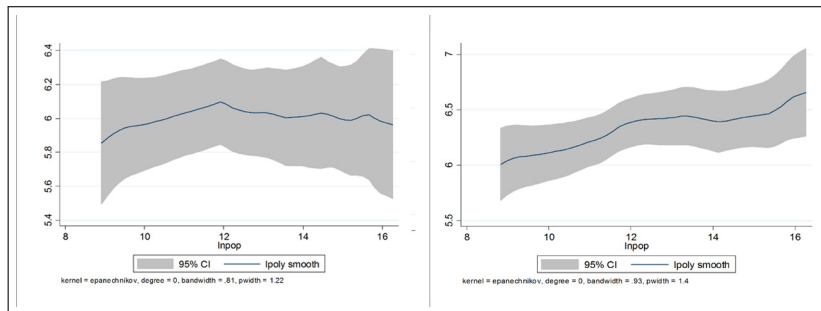 6.4
6.2
6
5.8
5.6
5.4
8 10 12 14 16
lnpop
95% CI lpoly smooth
kernel = epanechnikov, degree = 0, bandwidth = .81, pwidth = 1.22
7
6.5
6
5.5
8 10 12 14 16
lnpop
95% CI lpoly smooth
kernel = epanechnikov, degree = 0, bandwidth = .93, pwidth = 1.4